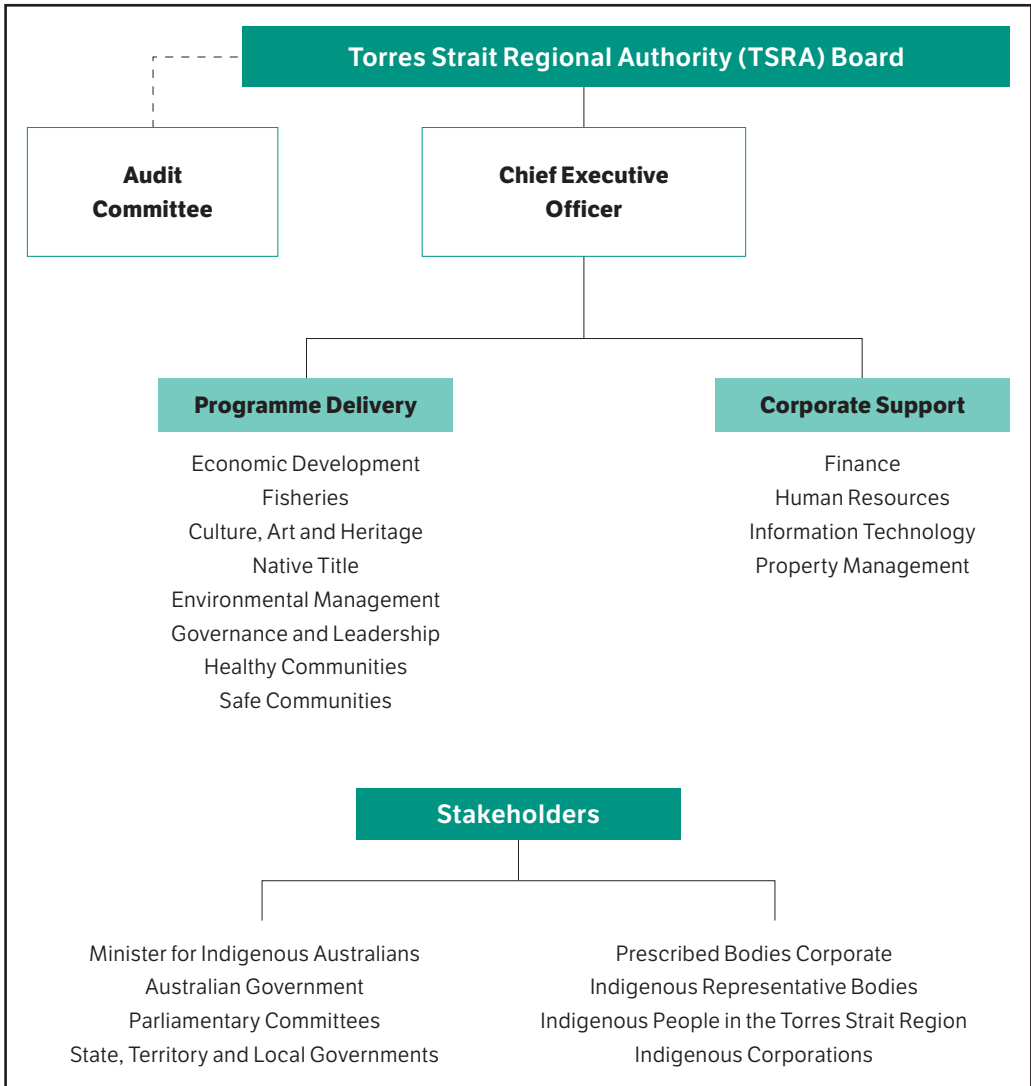 Torres Strait Regional Authority (TSRA) Board
Audit
Committee
Chief Executive
Officer
Programme Delivery
Economic Development
Fisheries
Culture, Art and Heritage
Native Title
Environmental Management
Governance and Leadership
Healthy Communities
Safe Communities
Corporate Support
Finance
Human Resources
Information Technology
Property Management
Stakeholders
Minister for Indigenous Australians
Australian Government
Parliamentary Committees
State, Territory and Local Governments
Prescribed Bodies Corporate
Indigenous Representative Bodies
Indigenous People in the Torres Strait Region
Indigenous Corporations